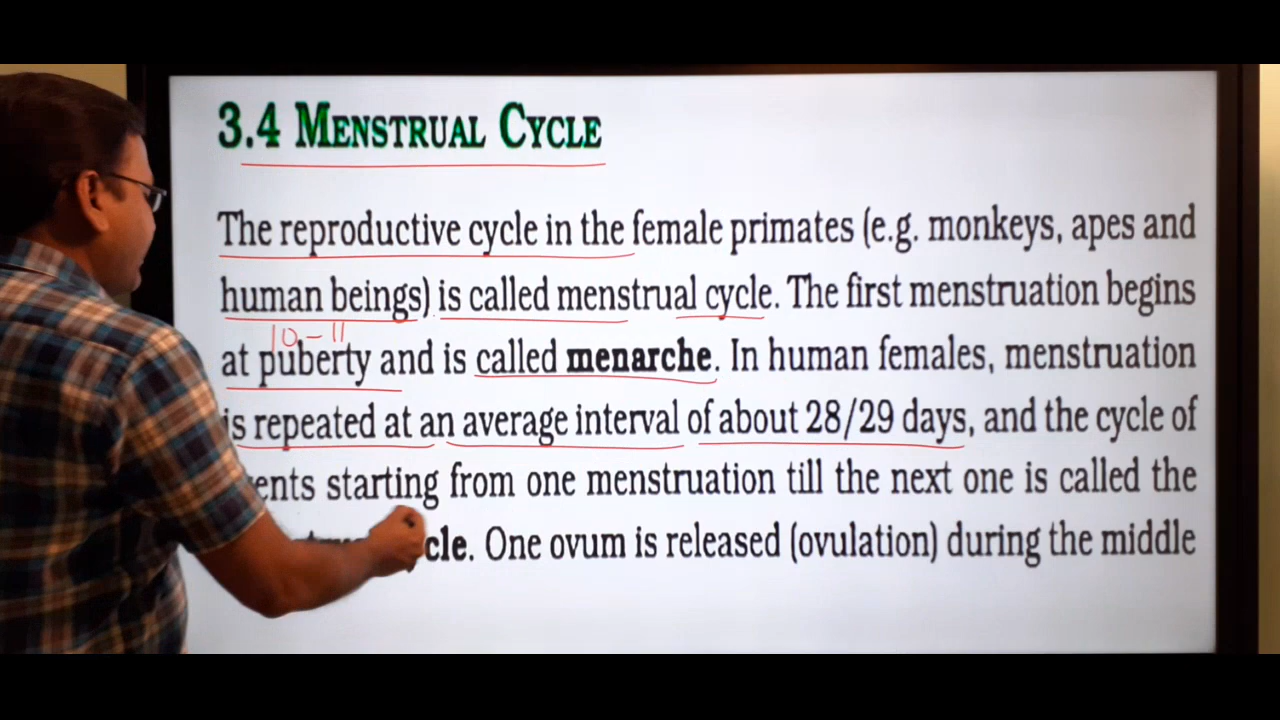 3.4 MENSTRUAL CYCLE
The reproductive cycle in the female primates (e.g. monkeys, apes and
human beings) is called menstrual cycle. The first menstruation begins
10-11
at puberty and is called menarche. In human females, menstruation
is repeated at an average interval of about 28/29 days, and the cycle of
starting from one menstruation till the next one is called the
One ovum is released (ovulation) during the middle